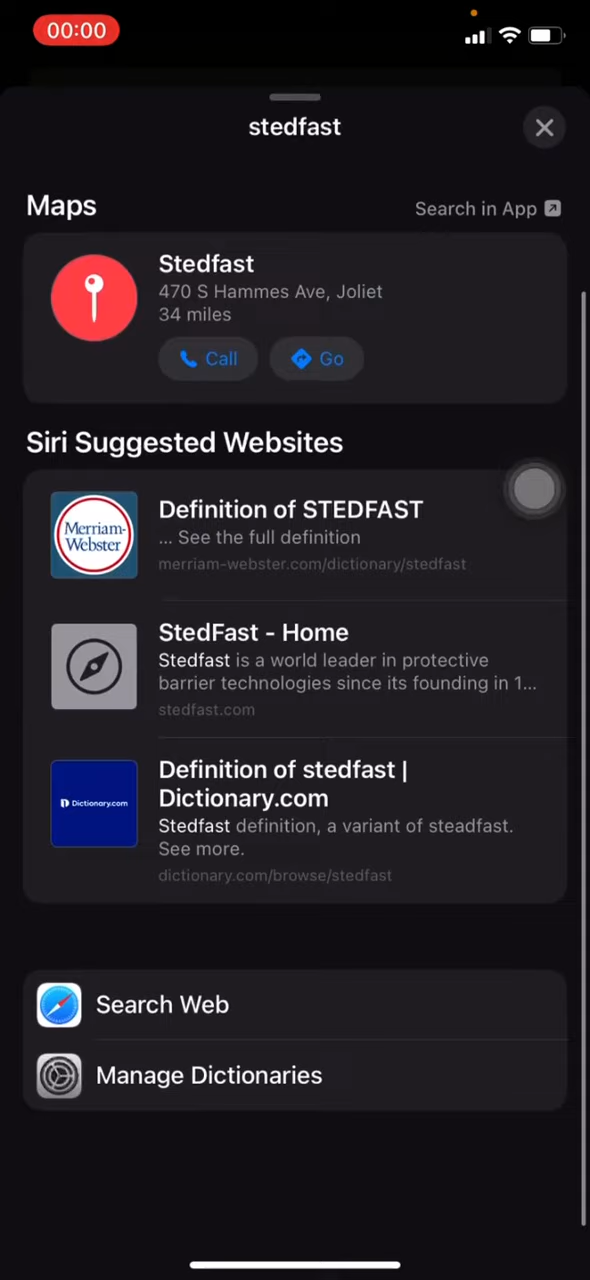 00:00
stedfast
Maps
Search in App
Stedfast
470 S Hammes Ave, Joliet
34 miles
Call
Go
Siri Suggested Websites
Merriam-
Webster
Definition of STEDFAST
... See the full definition
merriam-webster.com/dictionary/stedfast
StedFast - Home
Stedfast is a world leader in protective
barrier technologies since its founding in 1...
stedfast.com
Dictionary.com
Definition of stedfast |
Dictionary.com
Stedfast definition, a variant of steadfast.
See more.
dictionary.com/browse/stedfast
Search Web
Manage Dictionaries